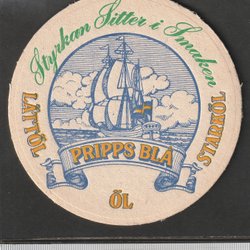 Styrkan Sitter i Smaken
LÄTTÖL
STARKÖL
PRIPPS BLÅ
ÖL